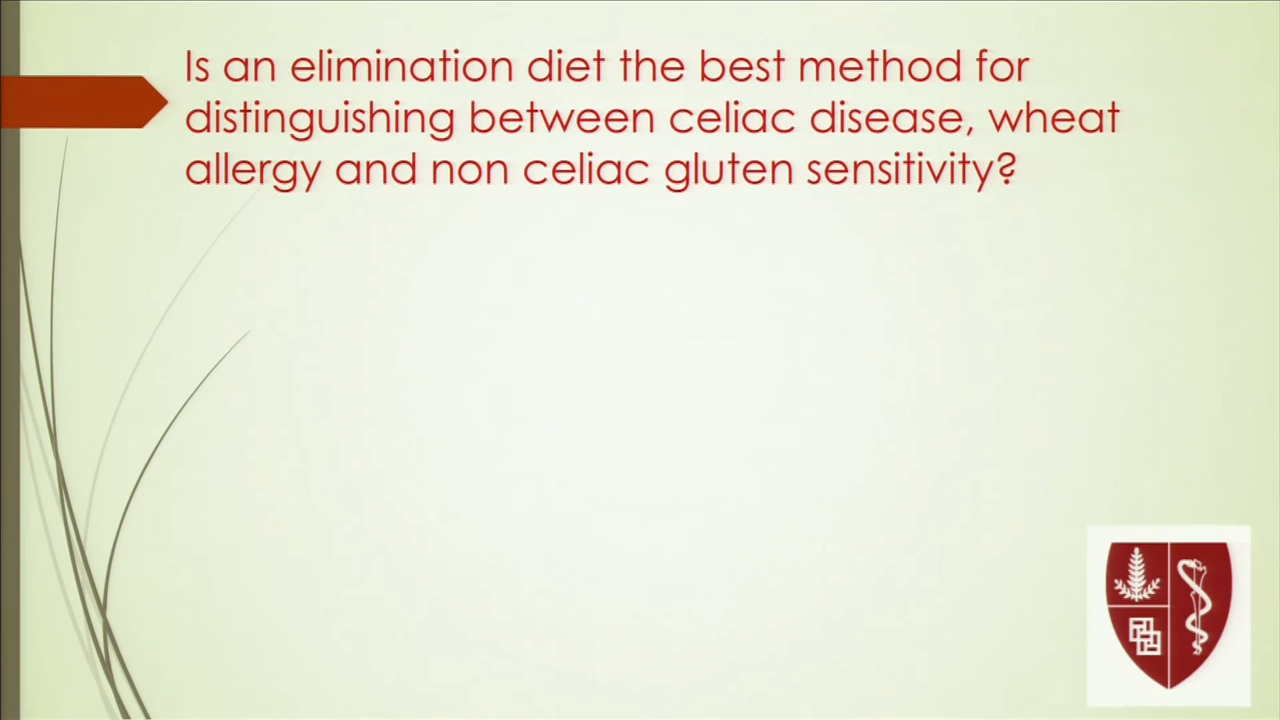 Is an elimination diet the best method for
distinguishing between celiac disease, wheat
allergy and non celiac gluten sensitivity?